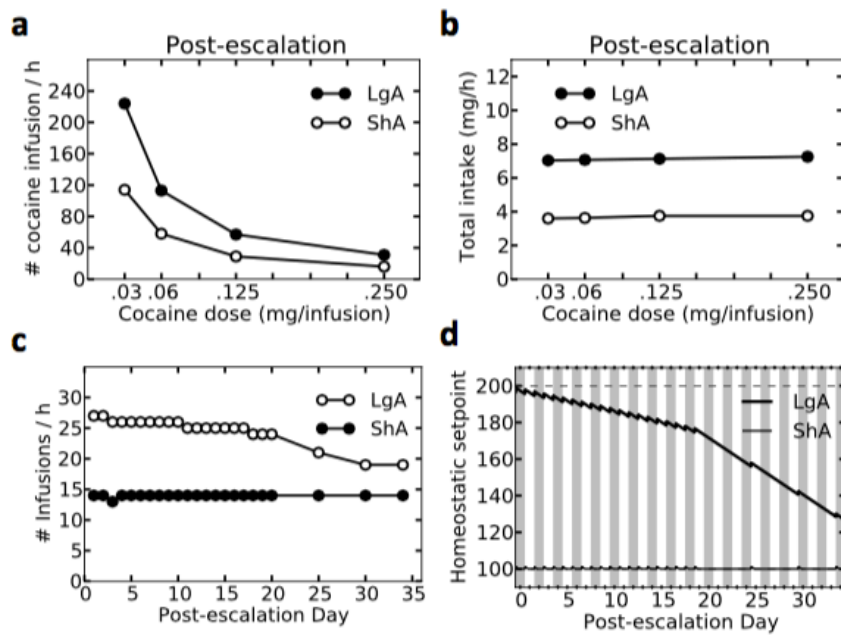 a
Post-escalation
# cocaine infusion / h
240
200
160
120
80
40
0
LgA
ShA
.03 .06 .125 .250
Cocaine dose (mg/infusion)
b
Post-escalation
Total intake (mg/h)
12
10
8
6
4
2
0
LgA
ShA
.03 .06 .125 .250
Cocaine dose (mg/infusion)
c
# Infusions / h
30
25
20
15
10
5
0
LgA
ShA
0 5 10 15 20 25 30 35
Post-escalation Day
d
Homeostatic setpoint
200
180
160
140
120
100
LgA
ShA
0 5 10 15 20 25 30
Post-escalation Day